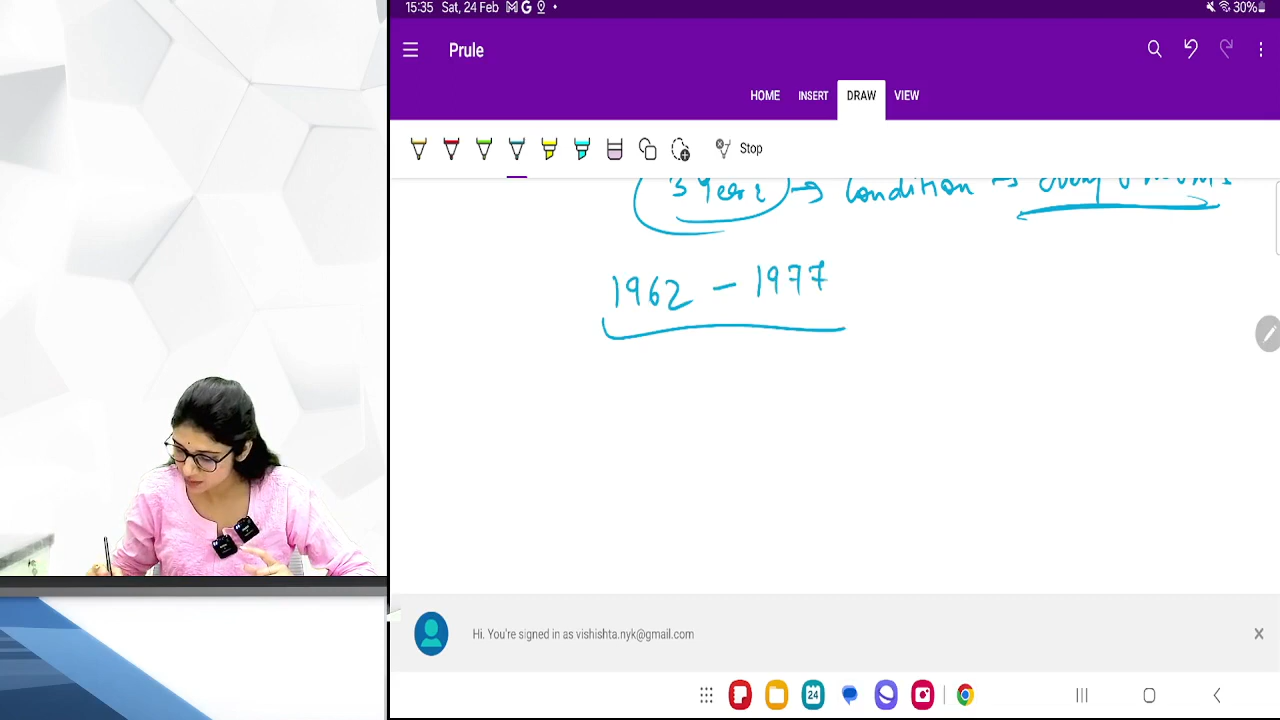 15:35 Sat, 24 Feb 30%
Prule
HOME INSERT DRAW VIEW
Stop
3 Years → Condition →
1962 - 1977
Hi. You're signed in as vishishta.nyk@gmail.com
24